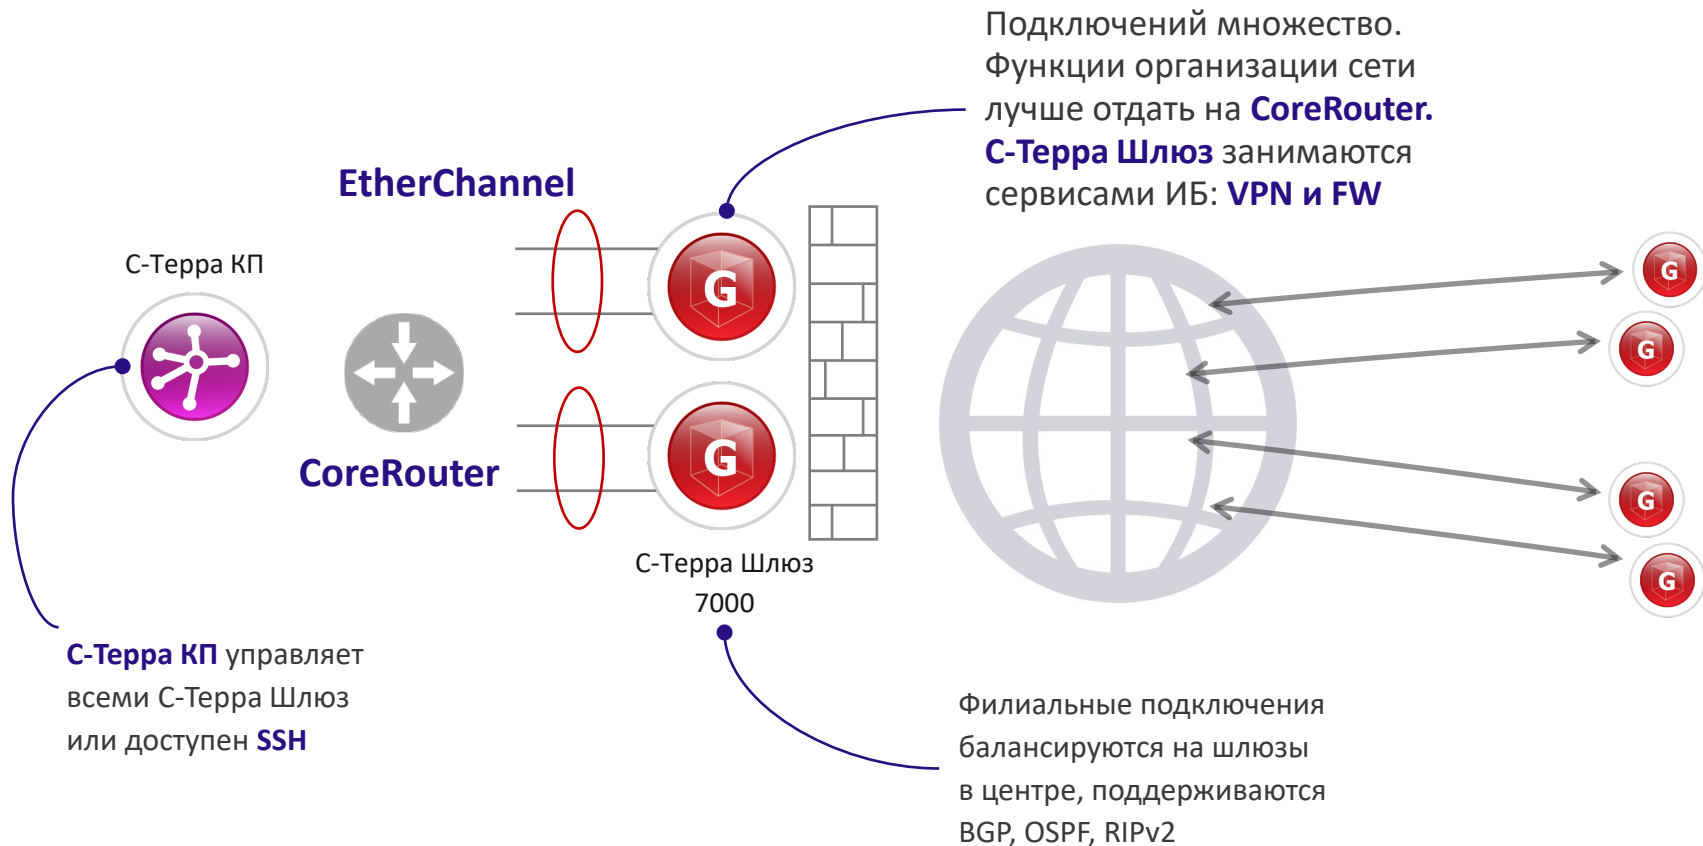 Подключений множество.
Функции организации сети
лучше отдать на CoreRouter.
С-Терра Шлюз занимаются
сервисами ИБ: VPN и FW
EtherChannel
С-Терра КП
G
G
G
G
CoreRouter
G
G
С-Терра Шлюз
7000
С-Терра КП управляет
всеми С-Терра Шлюз
или доступен SSH
Филиальные подключения
балансируются на шлюзы
в центре, поддерживаются
BGP, OSPF, RIPv2